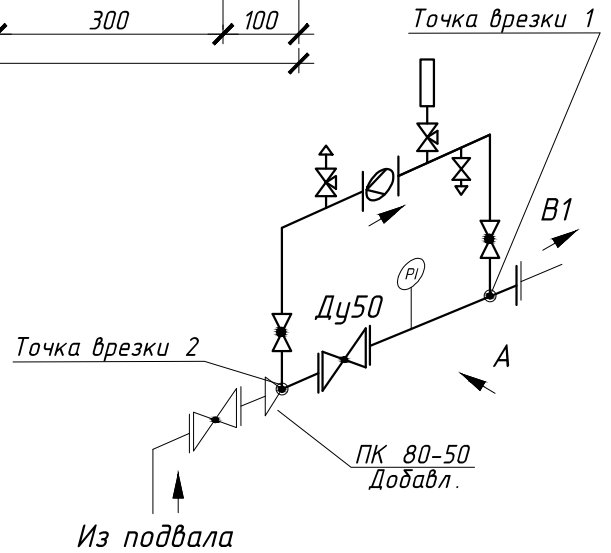 300
100
Точка врезки 1
В1
PI
Ду50
Точка врезки 2
А
ПК 80-50
Добавл.
Из подвала